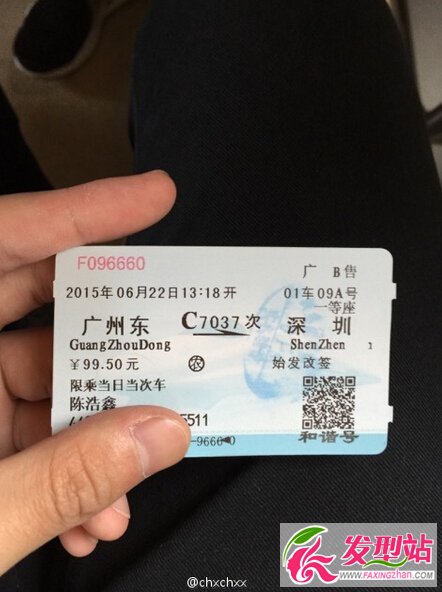 F096660
广 B售
2015年06月22日13:18开 01车09A号
一等座
广州东 C7037次 深圳
GuangZhouDong ShenZhen 1
￥99.50元 农 始发改签
限乘当日当次车
陈浩鑫
5511
和谐号
@chxchxx
发型站
www.FAXINGZHAN.com